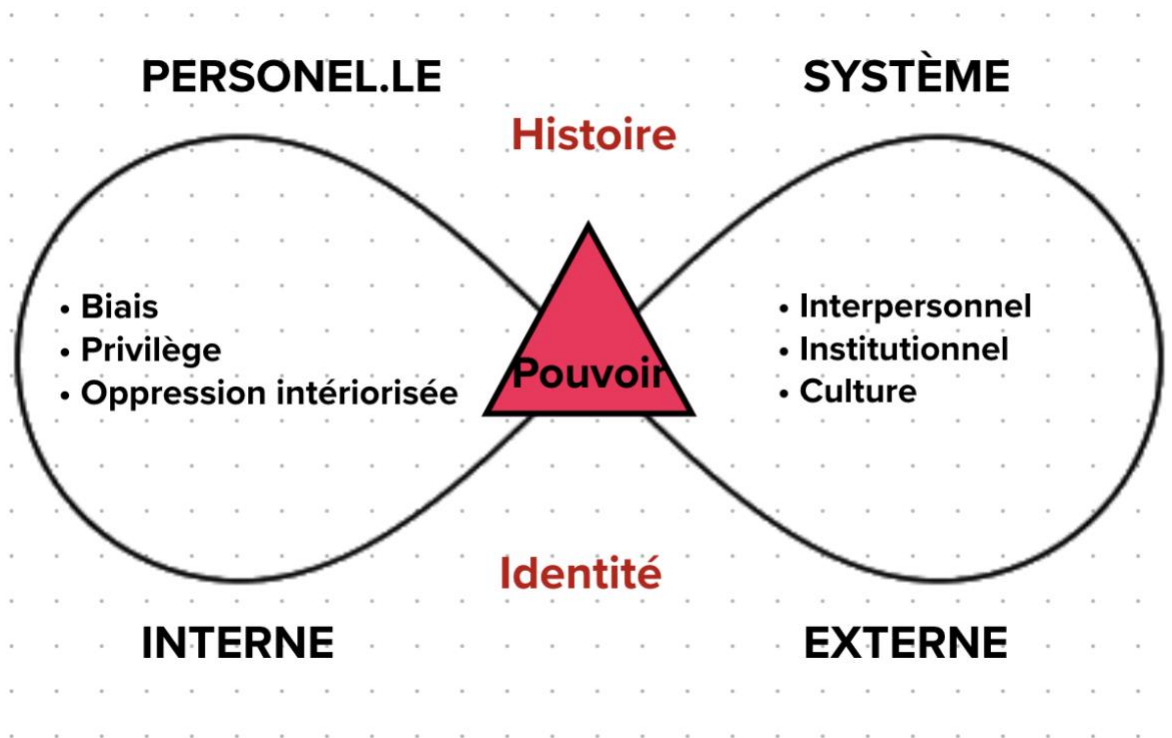 PERSONEL.LE
SYSTÈME
Histoire
• Biais
• Privilège
• Oppression intériorisée
Pouvoir
• Interpersonnel
• Institutionnel
• Culture
Identité
INTERNE
EXTERNE